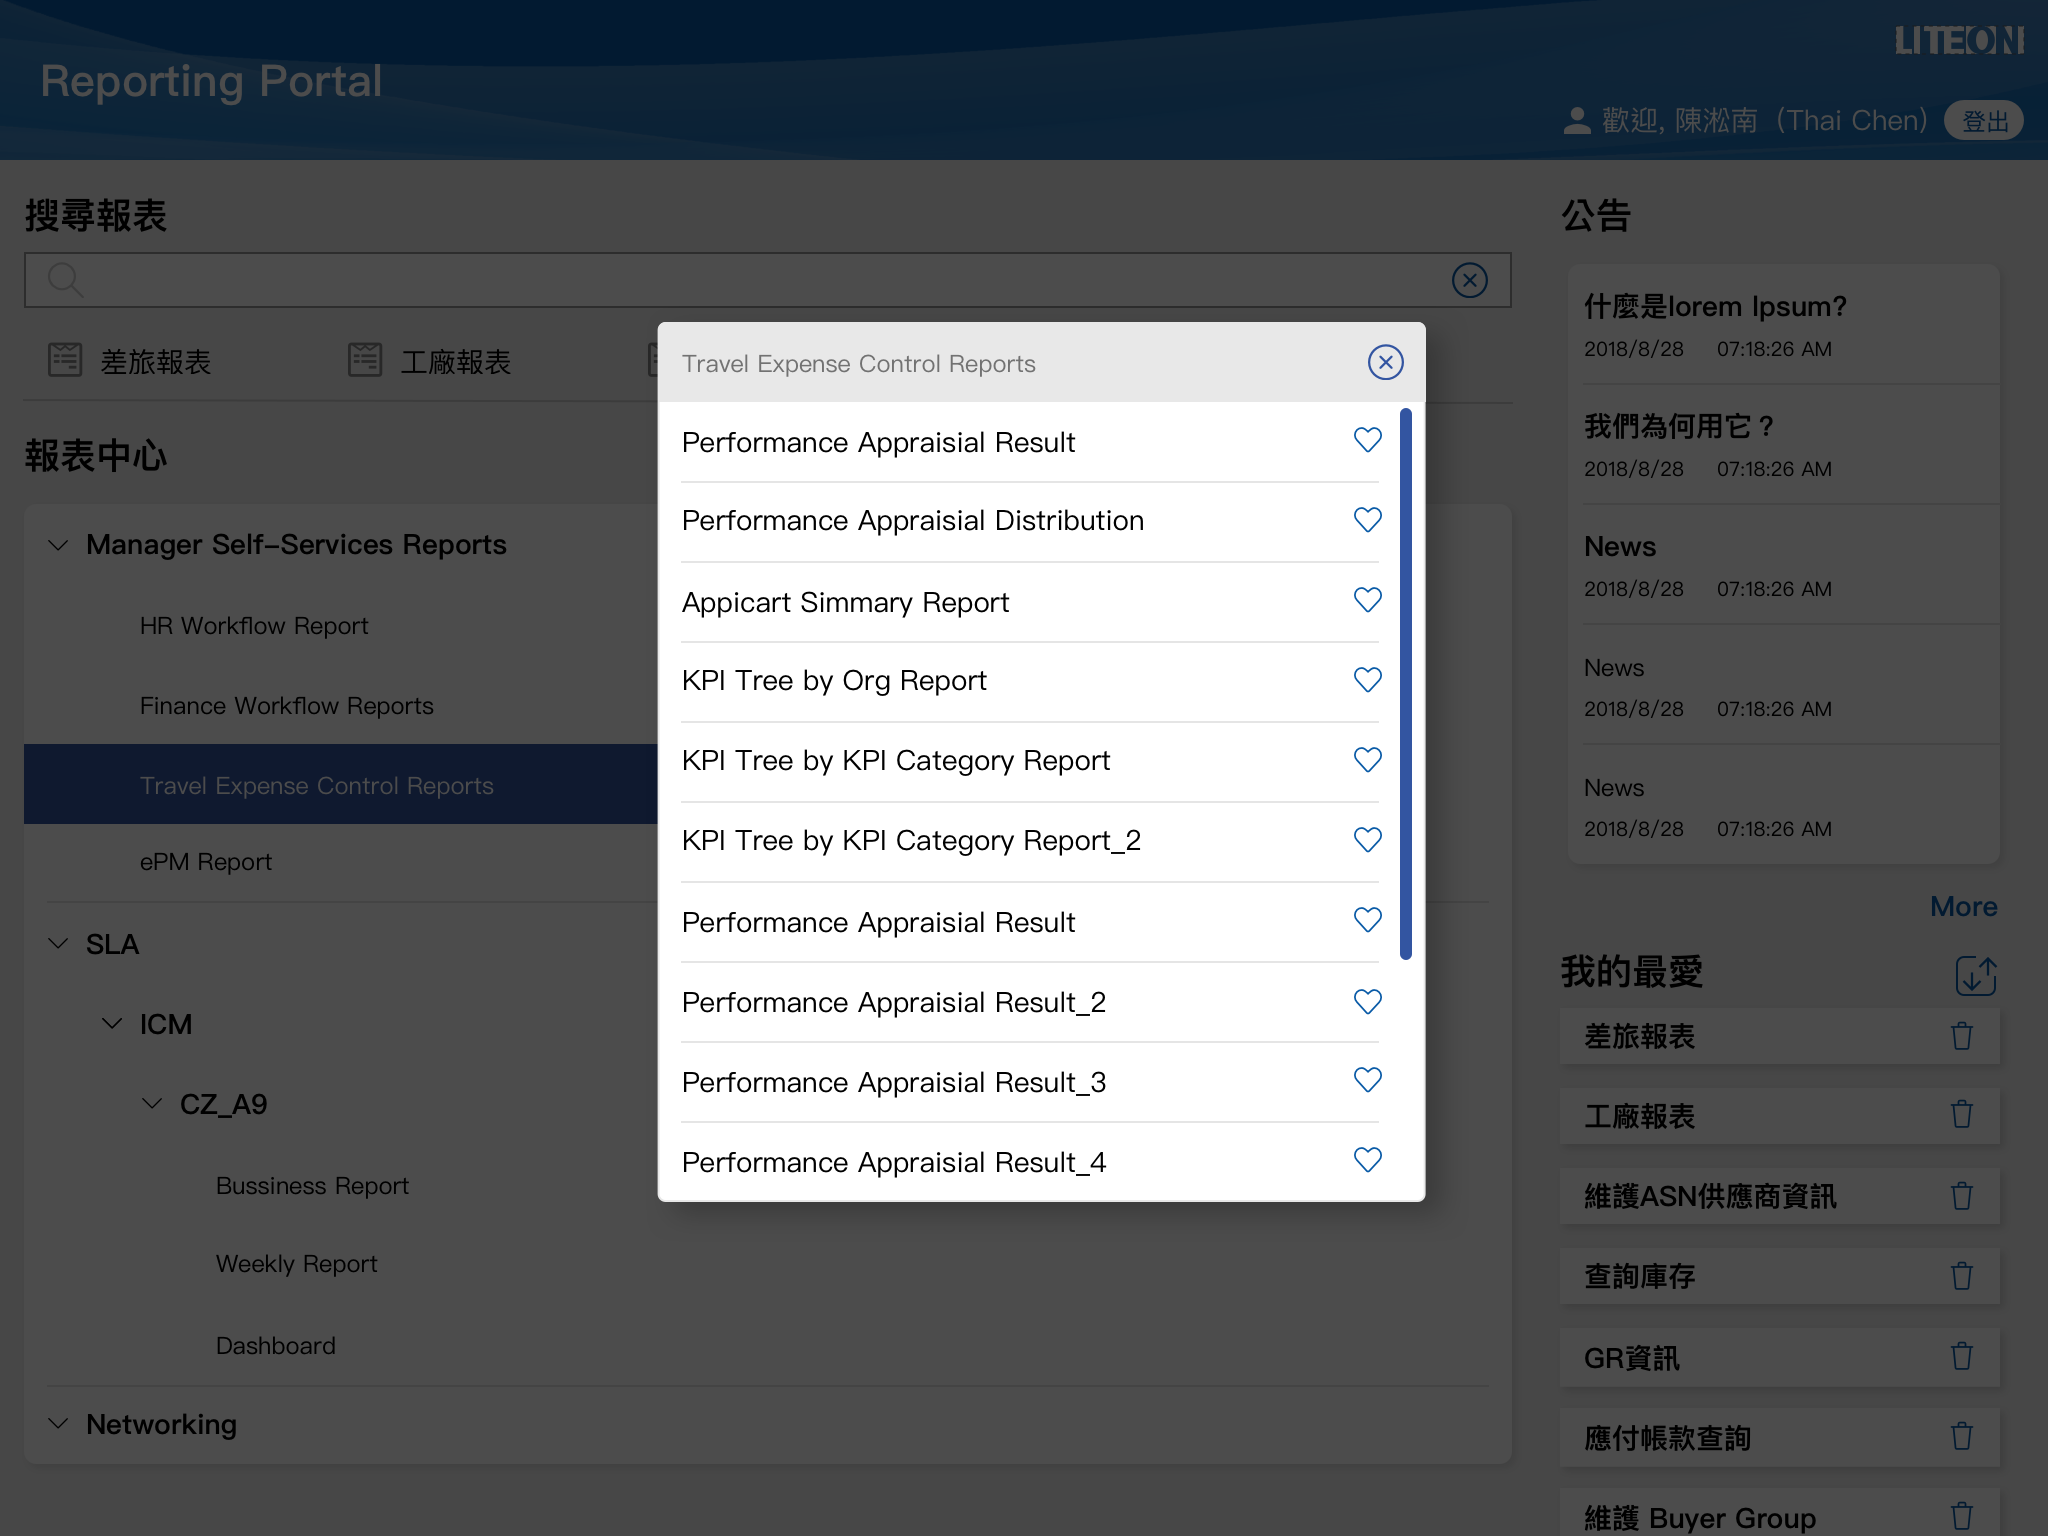 LITEON
Reporting Portal
歡迎, 陳淞南 (Thai Chen)
登出
搜尋報表
差旅報表
工廠報表
報表中心
Manager Self-Services Reports
HR Workflow Report
Finance Workflow Reports
Travel Expense Control Reports
ePM Report
SLA
ICM
CZ_A9
Bussiness Report
Weekly Report
Dashboard
Networking
Travel Expense Control Reports
Performance Appraisial Result
Performance Appraisial Distribution
Appicart Simmary Report
KPI Tree by Org Report
KPI Tree by KPI Category Report
KPI Tree by KPI Category Report_2
Performance Appraisial Result
Performance Appraisial Result_2
Performance Appraisial Result_3
Performance Appraisial Result_4
公告
什麼是lorem Ipsum?
2018/8/28 07:18:26 AM
我們為何用它？
2018/8/28 07:18:26 AM
News
2018/8/28 07:18:26 AM
News
2018/8/28 07:18:26 AM
News
2018/8/28 07:18:26 AM
More
我的最愛
差旅報表
工廠報表
維護ASN供應商資訊
查詢庫存
GR資訊
應付帳款查詢
維護 Buyer Group